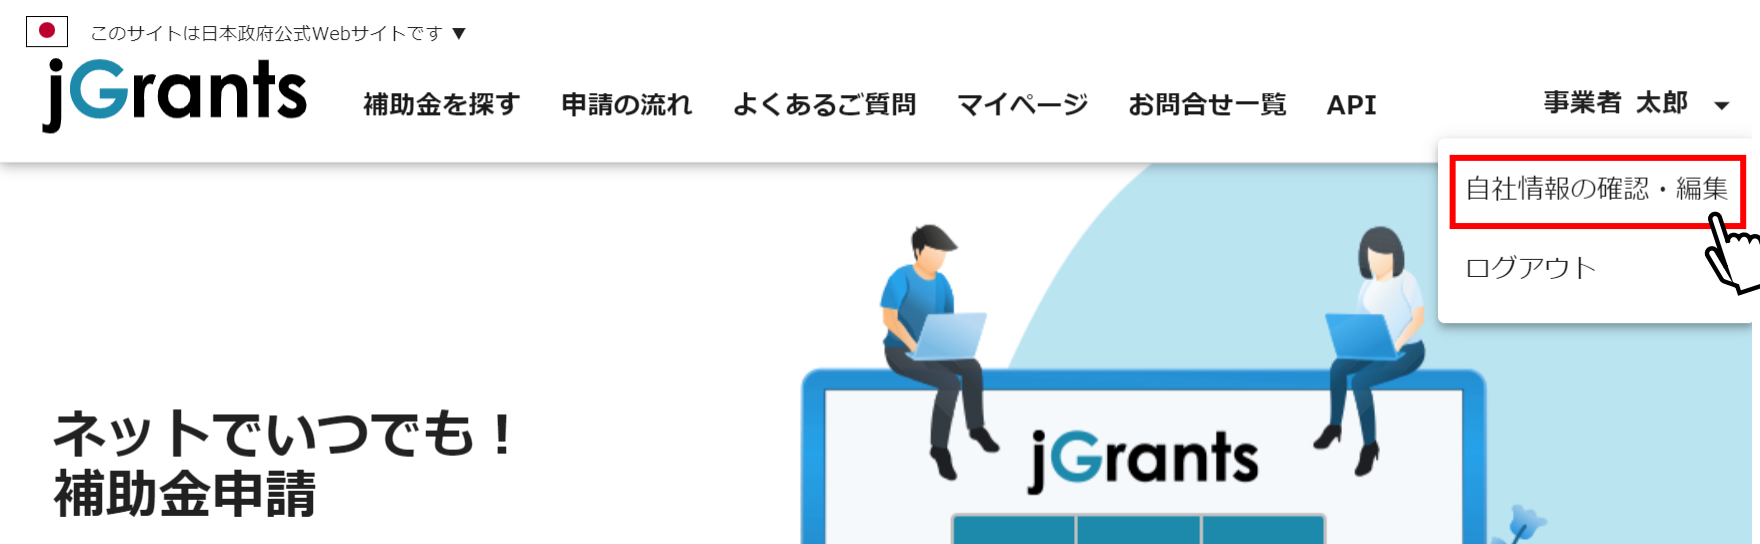 このサイトは日本政府公式Webサイトです ▼
jGrants
補助金を探す 申請の流れ よくあるご質問 マイページ お問合せ一覧 API 事業者 太郎
自社情報の確認・編集
ログアウト
ネットでいつでも！
補助金申請
jGrants